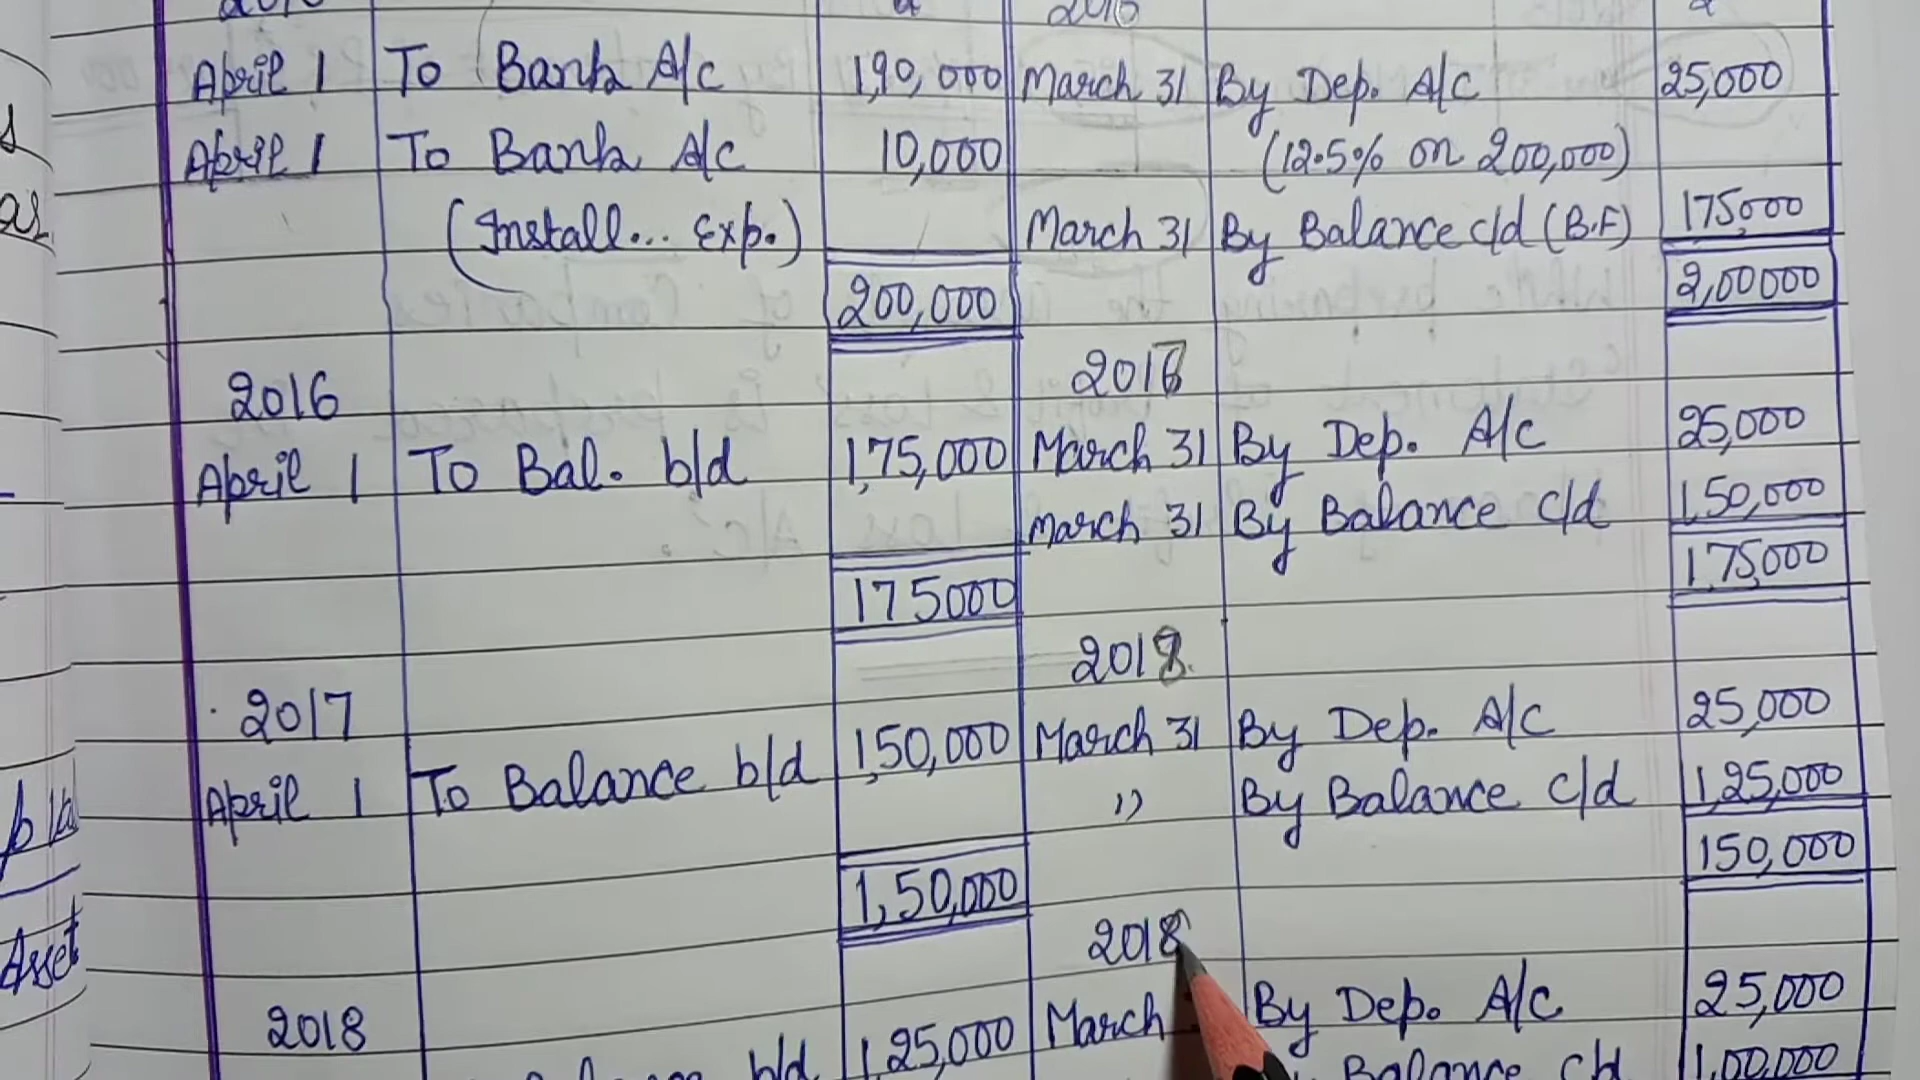 April 1 To Bank A/c 1,90,000 March 31 By Dep. A/c 25,000
April 1 To Bank A/c 10,000 (12.5% on 200,000)
(Install... Exp.) March 31 By Balance c/d (B.F) 175,000
200,000 2,00000
2016 2017
April 1 To Bal. b/d 1,75,000 March 31 By Dep. A/c 25,000
March 31 By Balance c/d 1,50,000
175000 1,75,000
2017 2018
April 1 To Balance b/d 1,50,000 March 31 By Dep. A/c 25,000
" By Balance c/d 1,25,000
1,50,000 150,000
2018 2018
b/d 1,25,000 March By Dep. A/c 25,000
Balance c/d 1,00,000
Asset